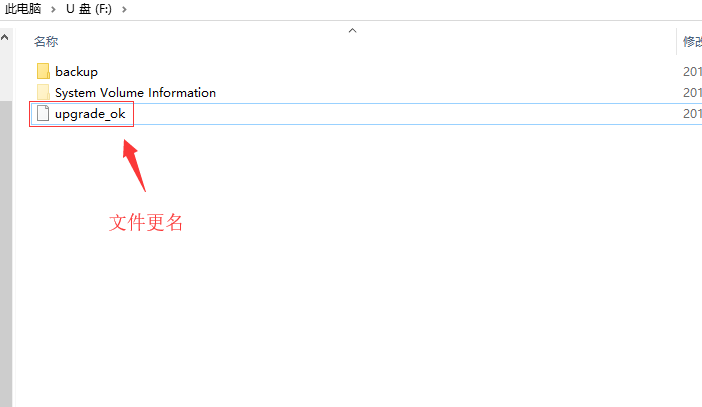 此电脑 > U 盘 (F:) >
名称 修改
backup 201
System Volume Information 201
upgrade_ok 201
文件更名